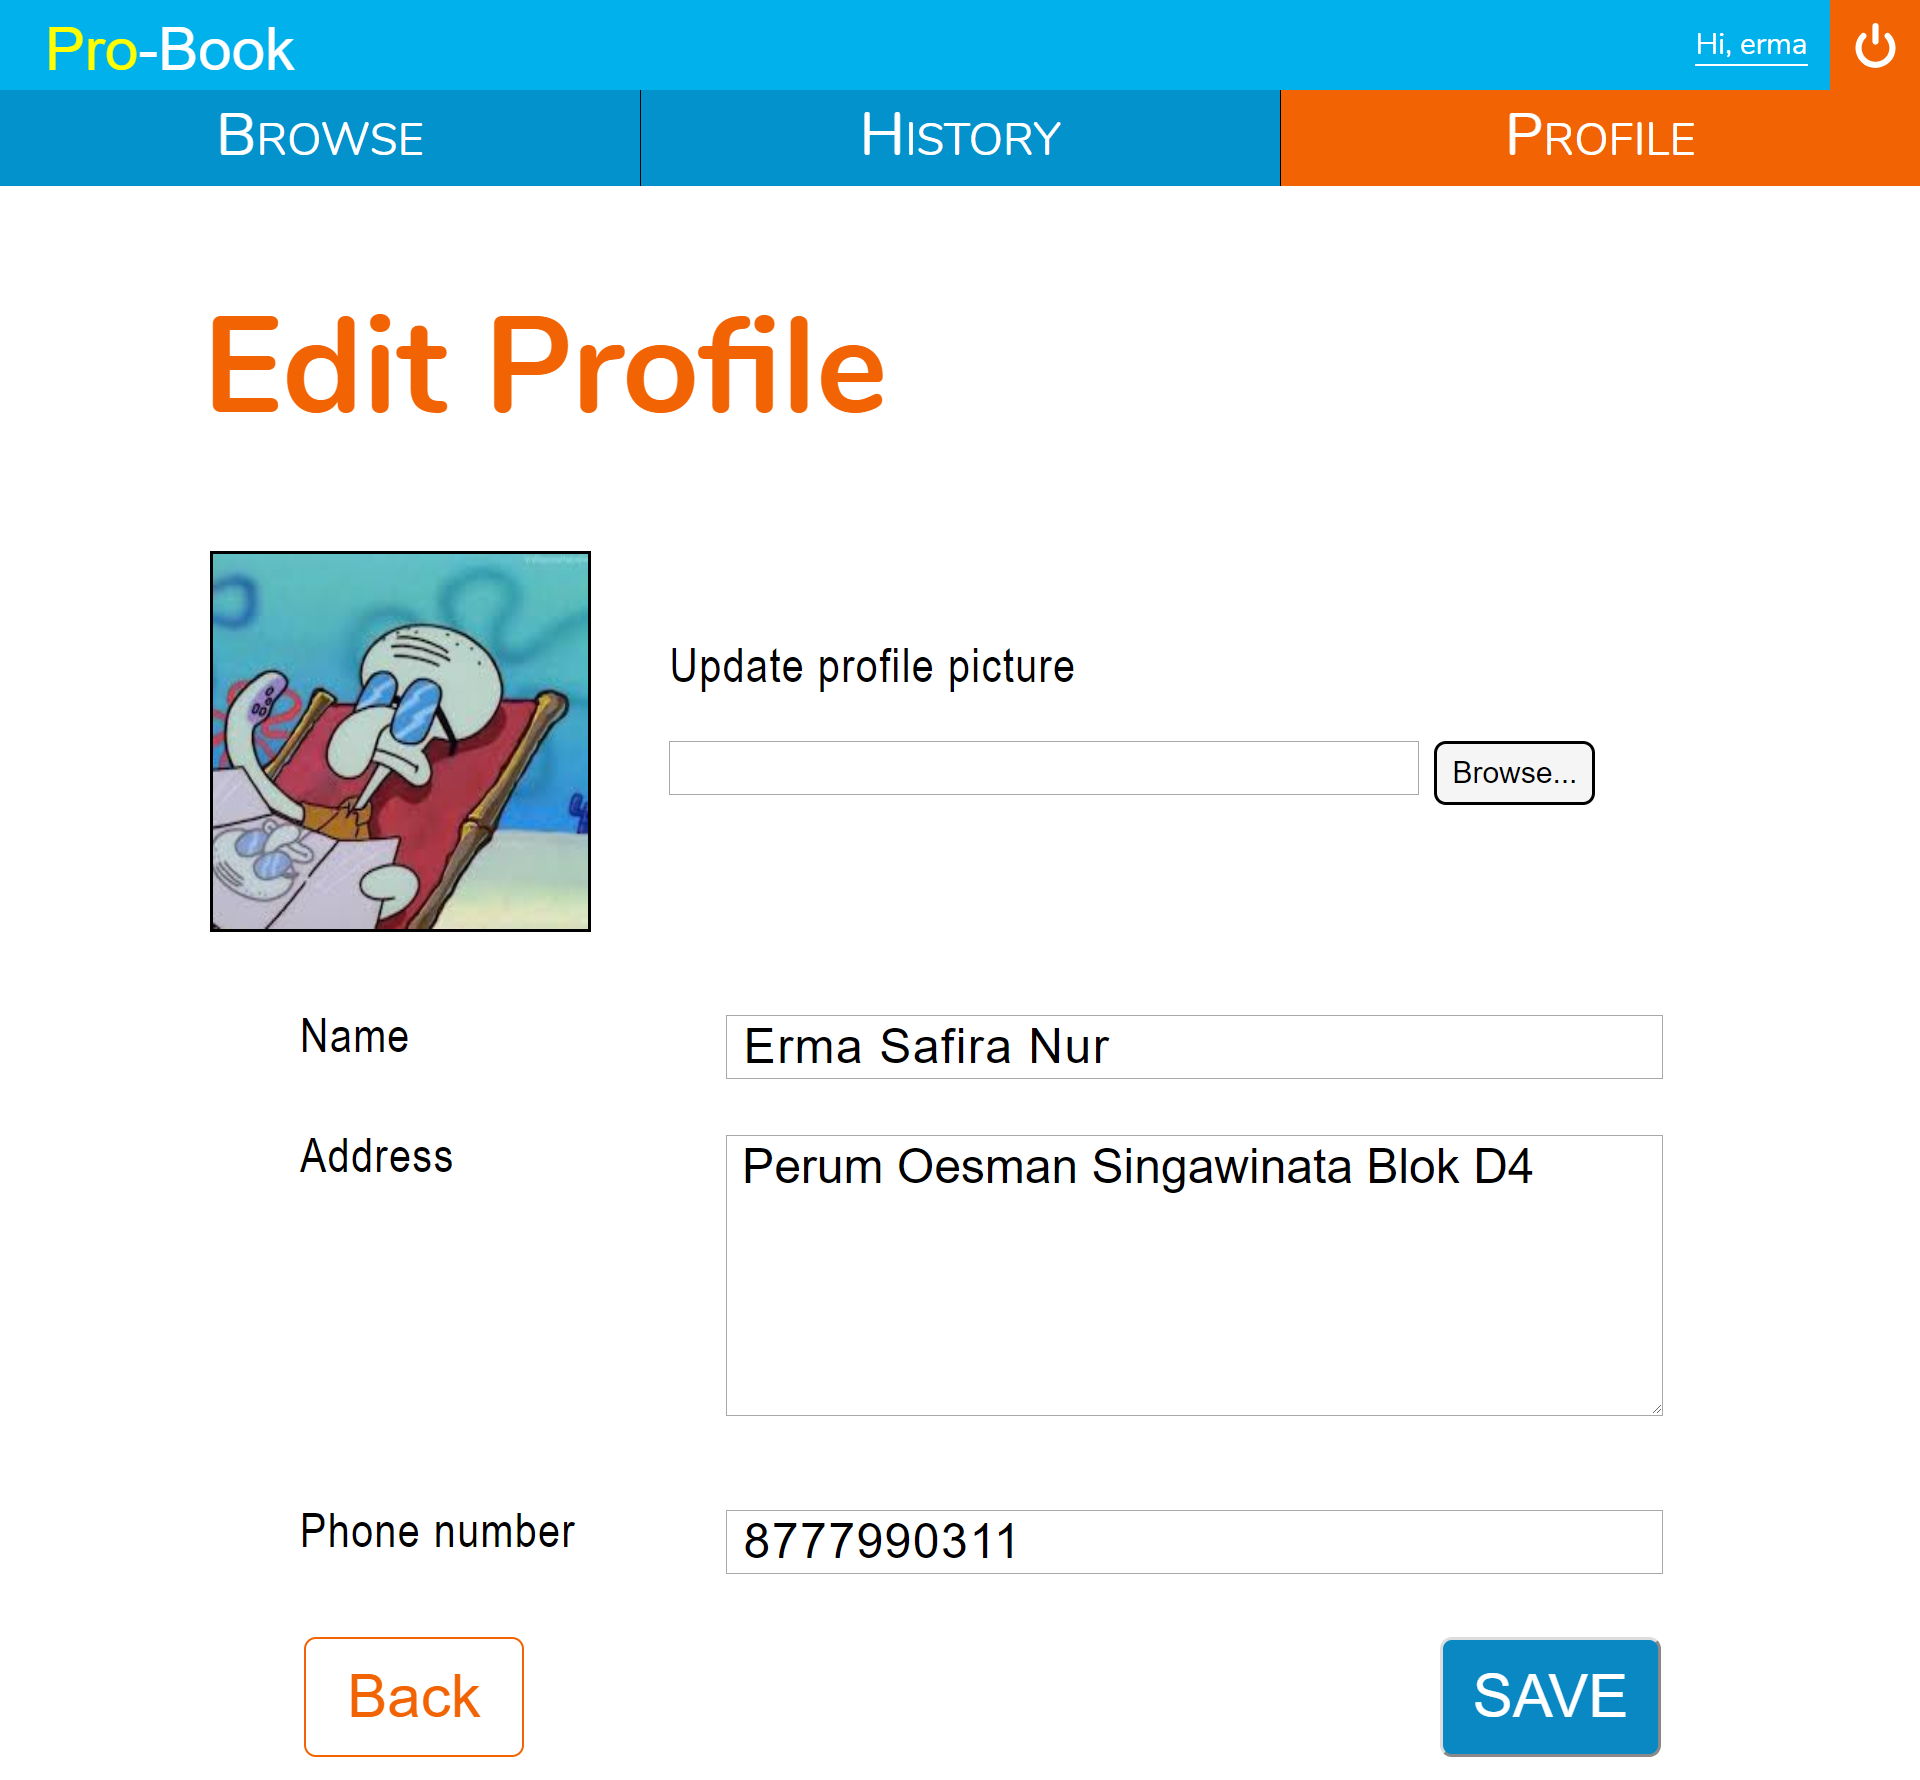 Pro-Book
Hi, erma
Browse
History
Profile
Edit Profile
Update profile picture
Browse...
Name
Erma Safira Nur
Address
Perum Oesman Singawinata Blok D4
Phone number
8777990311
Back
SAVE